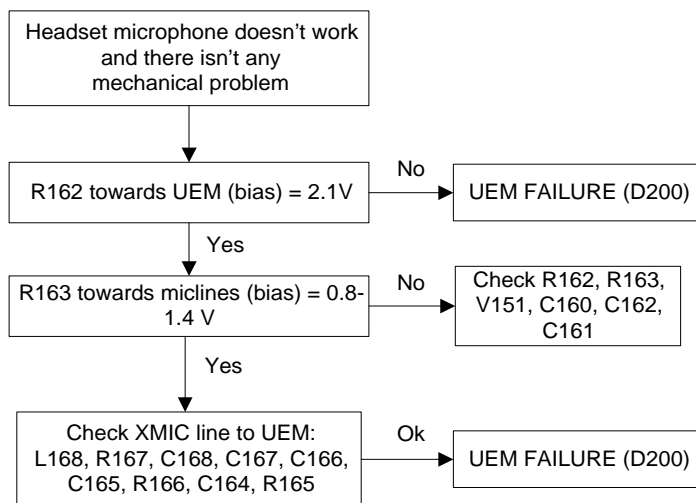 Headset microphone doesn't work
and there isn't any
mechanical problem
R162 towards UEM (bias) = 2.1V
No
UEM FAILURE (D200)
Yes
R163 towards miclines (bias) = 0.8-
1.4 V
No
Check R162, R163,
V151, C160, C162,
C161
Yes
Check XMIC line to UEM:
L168, R167, C168, C167, C166,
C165, R166, C164, R165
Ok
UEM FAILURE (D200)